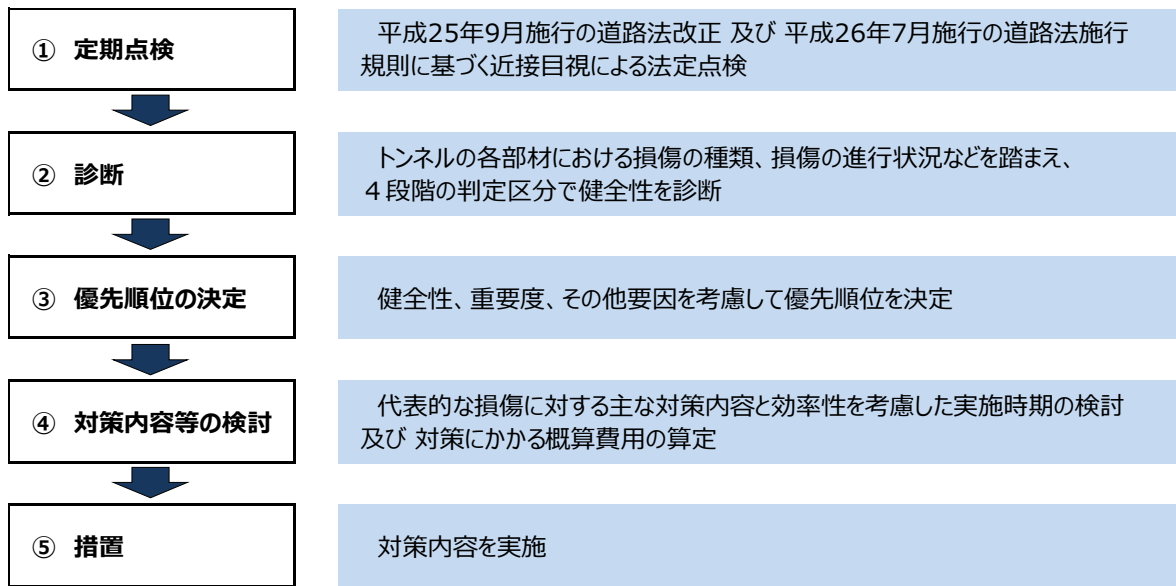 ① 定期点検
平成25年9月施行の道路法改正 及び 平成26年7月施行の道路法施行
規則に基づく近接目視による法定点検
② 診断
トンネルの各部材における損傷の種類、損傷の進行状況などを踏まえ、
４段階の判定区分で健全性を診断
③ 優先順位の決定
健全性、重要度、その他要因を考慮して優先順位を決定
④ 対策内容等の検討
代表的な損傷に対する主な対策内容と効率性を考慮した実施時期の検討
及び 対策にかかる概算費用の算定
⑤ 措置
対策内容を実施